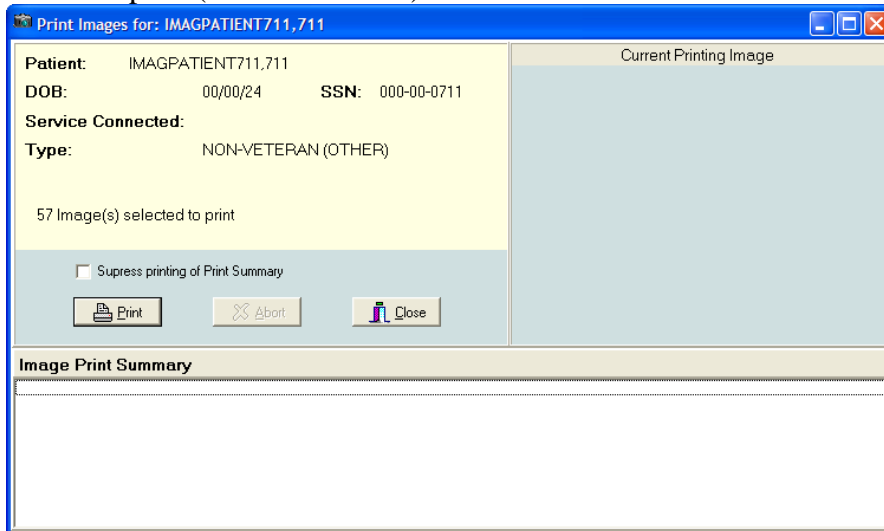 Print Images for: IMAGPATIENT711,711
Current Printing Image
Patient: IMAGPATIENT711,711
DOB: 00/00/24 SSN: 000-00-0711
Service Connected:
Type: NON-VETERAN (OTHER)
57 Image(s) selected to print
Supress printing of Print Summary
Print Abort Close
Image Print Summary